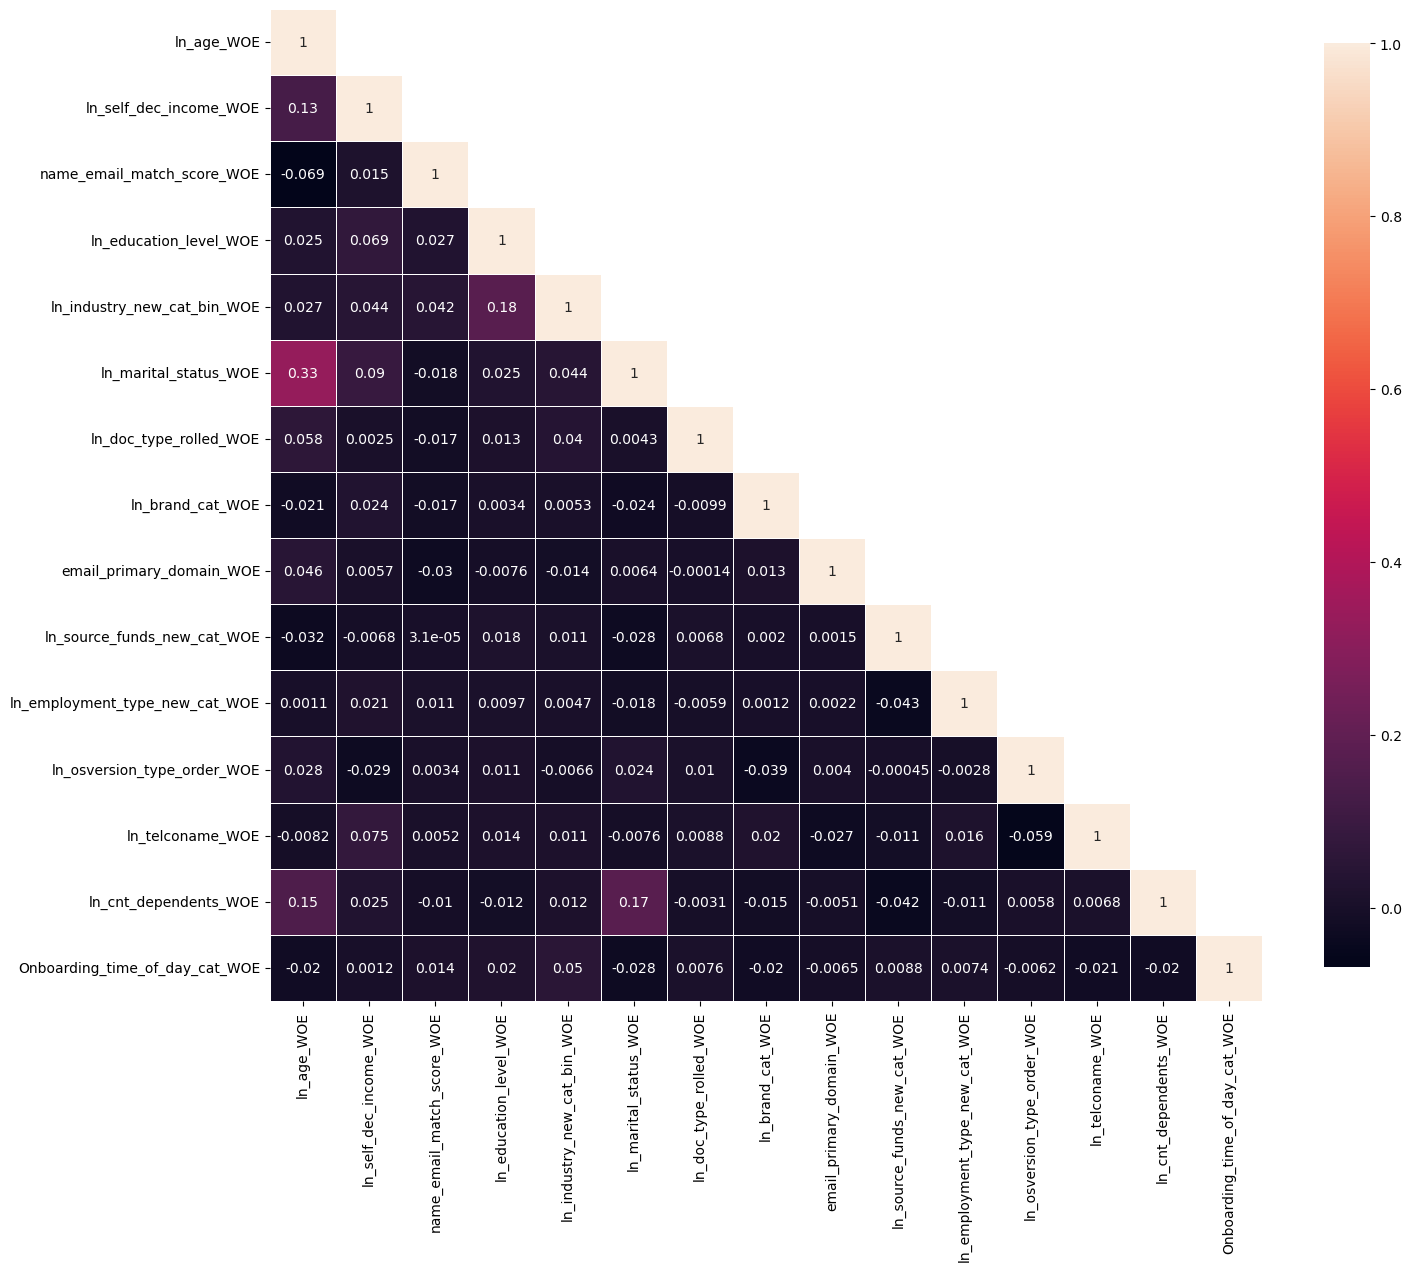 ln_age_WOE 1
ln_self_dec_income_WOE 0.13 1
name_email_match_score_WOE -0.069 0.015 1
ln_education_level_WOE 0.025 0.069 0.027 1
ln_industry_new_cat_bin_WOE 0.027 0.044 0.042 0.18 1
ln_marital_status_WOE 0.33 0.09 -0.018 0.025 0.044 1
ln_doc_type_rolled_WOE 0.058 0.0025 -0.017 0.013 0.04 0.0043 1
ln_brand_cat_WOE -0.021 0.024 -0.017 0.0034 0.0053 -0.024 -0.0099 1
email_primary_domain_WOE 0.046 0.0057 -0.03 -0.0076 -0.014 0.0064 -0.00014 0.013 1
ln_source_funds_new_cat_WOE -0.032 -0.0068 3.1e-05 0.018 0.011 -0.028 0.0068 0.002 0.0015 1
ln_employment_type_new_cat_WOE 0.0011 0.021 0.011 0.0097 0.0047 -0.018 -0.0059 0.0012 0.0022 -0.043 1
ln_osversion_type_order_WOE 0.028 -0.029 0.0034 0.011 -0.0066 0.024 0.01 -0.039 0.004 -0.00045 -0.0028 1
ln_telconame_WOE -0.0082 0.075 0.0052 0.014 0.011 -0.0076 0.0088 0.02 -0.027 -0.011 0.016 -0.059 1
ln_cnt_dependents_WOE 0.15 0.025 -0.01 -0.012 0.012 0.17 -0.0031 -0.015 -0.0051 -0.042 -0.011 0.0058 0.0068 1
Onboarding_time_of_day_cat_WOE -0.02 0.0012 0.014 0.02 0.05 -0.028 0.0076 -0.02 -0.0065 0.0088 0.0074 -0.0062 -0.021 -0.02 1
ln_age_WOE
ln_self_dec_income_WOE
name_email_match_score_WOE
ln_education_level_WOE
ln_industry_new_cat_bin_WOE
ln_marital_status_WOE
ln_doc_type_rolled_WOE
ln_brand_cat_WOE
email_primary_domain_WOE
ln_source_funds_new_cat_WOE
ln_employment_type_new_cat_WOE
ln_osversion_type_order_WOE
ln_telconame_WOE
ln_cnt_dependents_WOE
Onboarding_time_of_day_cat_WOE
1.0
0.8
0.6
0.4
0.2
0.0